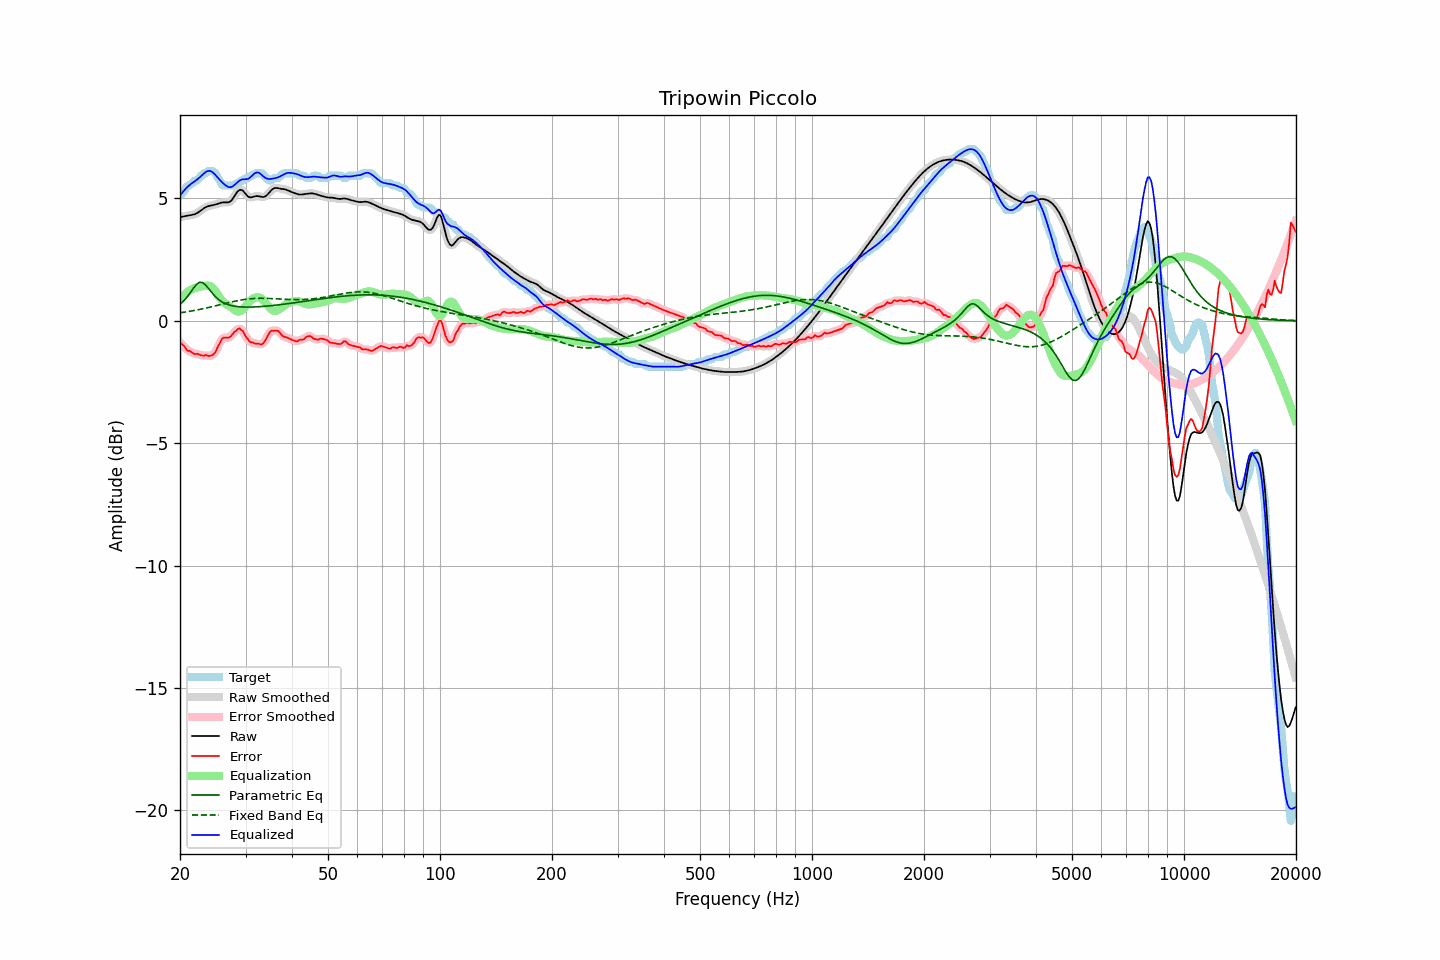 Tripowin Piccolo
Amplitude (dBr)
5
0
−5
−10
−15
−20
Target
Raw Smoothed
Error Smoothed
Raw
Error
Equalization
Parametric Eq
Fixed Band Eq
Equalized
20 50 100 200 500 1000 2000 5000 10000 20000
Frequency (Hz)